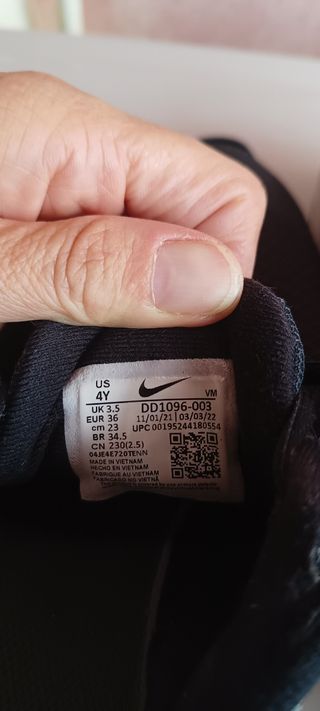 US
4Y
VM
UK 3.5 DD1096-003
EUR 36 11/01/21 | 03/03/22
cm 23 UPC 00195244180554
BR 34.5
CN 230(2.5)
04JE4E720TENN
MADE IN VIETNAM
HECHO EN VIETNAM
FABRIQUÉ AU VIETNAM
FABRICADO NO VIETNÃ